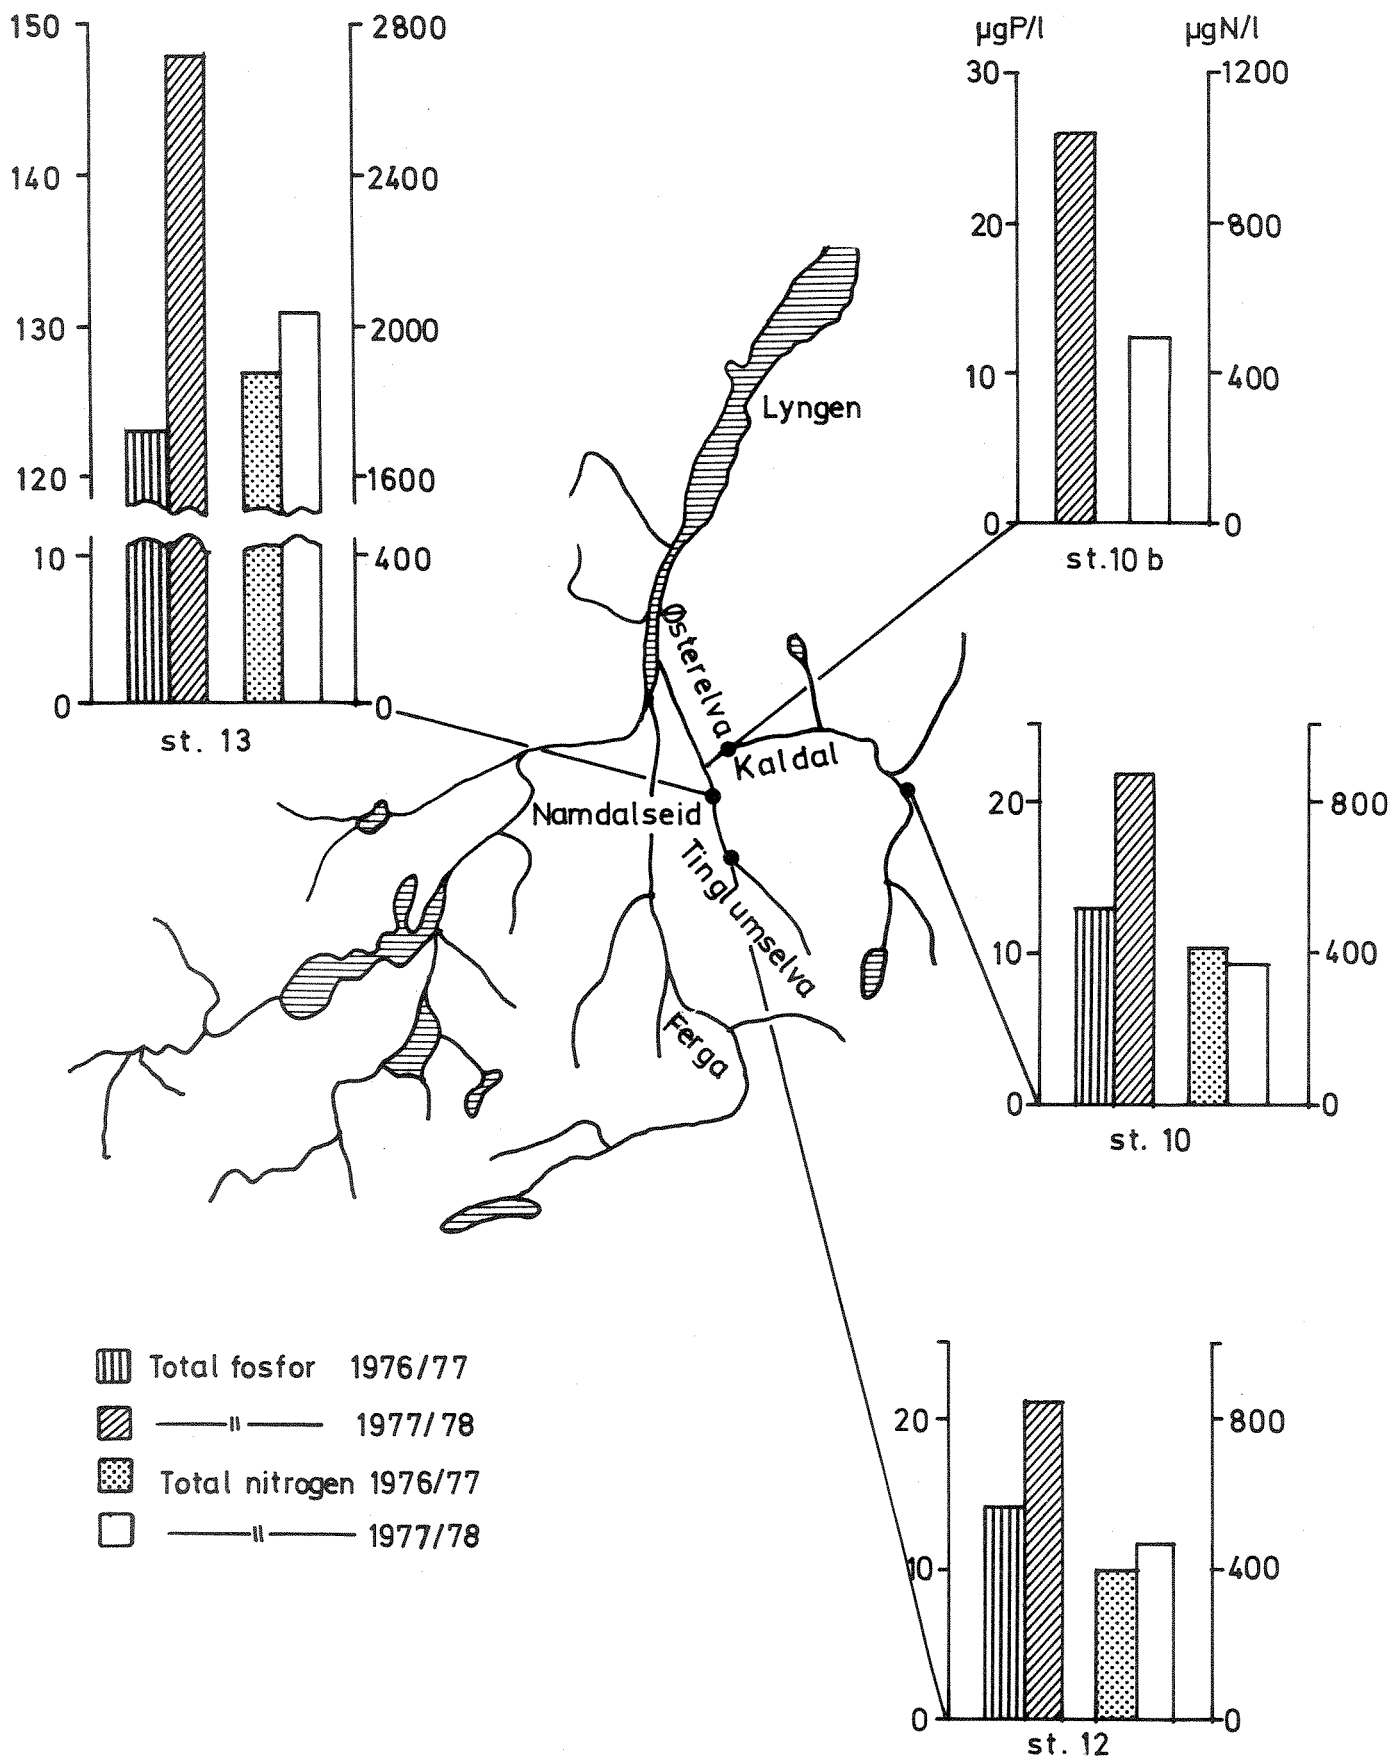 150
140
130
120
10
0
2800
2400
2000
1600
400
0
st. 13
µgP/l
µgN/l
30
20
10
0
1200
800
400
0
st.10 b
Lyngen
Østerelva
Kaldal
Namdalseid
Tinglumselva
Ferga
20
10
0
800
400
0
st. 10
Total fosfor 1976/77
—— " —— 1977/78
Total nitrogen 1976/77
—— " —— 1977/78
20
10
0
800
400
0
st. 12